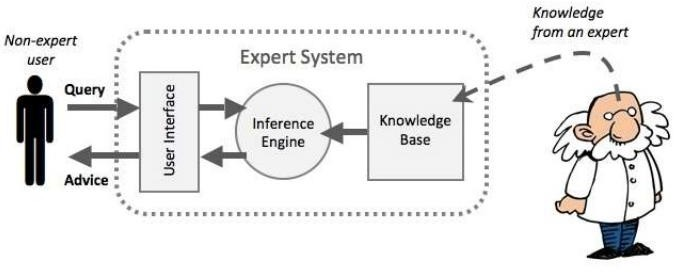 Non-expert
user
Query
Advice
Expert System
User Interface
Inference
Engine
Knowledge
Base
Knowledge
from an expert